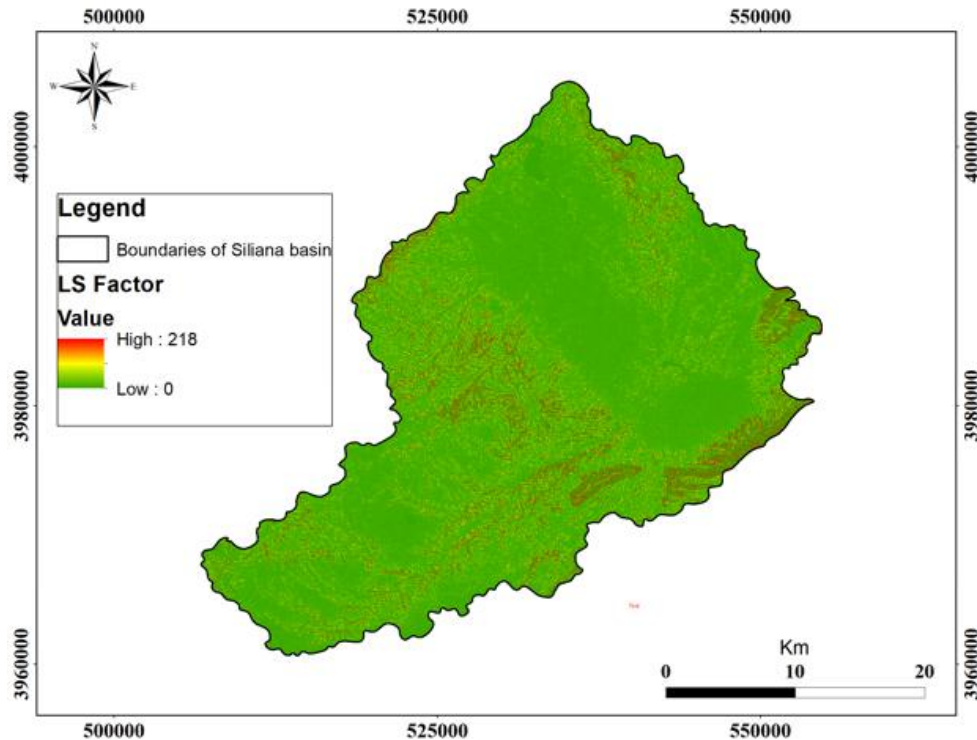 500000 525000 550000
N
W E
S
4000000 4000000
Legend
Boundaries of Siliana basin
LS Factor
Value
High : 218
Low : 0
3980000 3980000
Km
0 10 20
3960000 3960000
500000 525000 550000